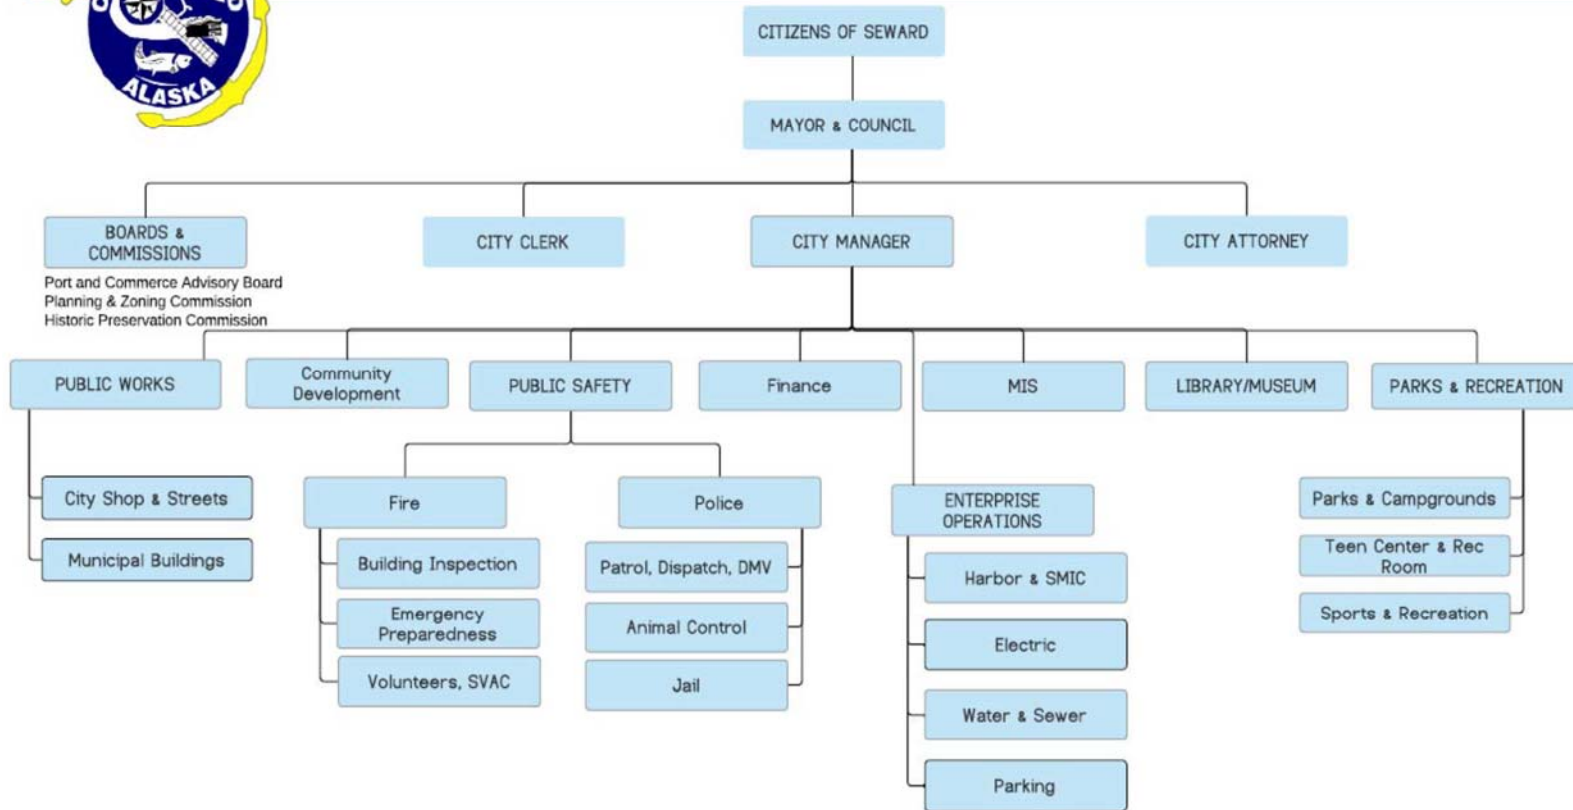 ALASKA
CITIZENS OF SEWARD
MAYOR & COUNCIL
BOARDS &
COMMISSIONS
CITY CLERK
CITY MANAGER
CITY ATTORNEY
Port and Commerce Advisory Board
Planning & Zoning Commission
Historic Preservation Commission
PUBLIC WORKS
Community
Development
PUBLIC SAFETY
Finance
MIS
LIBRARY/MUSEUM
PARKS & RECREATION
City Shop & Streets
Municipal Buildings
Fire
Building Inspection
Emergency
Preparedness
Volunteers, SVAC
Police
Patrol, Dispatch, DMV
Animal Control
Jail
ENTERPRISE
OPERATIONS
Harbor & SMIC
Electric
Water & Sewer
Parking
Parks & Campgrounds
Teen Center & Rec
Room
Sports & Recreation